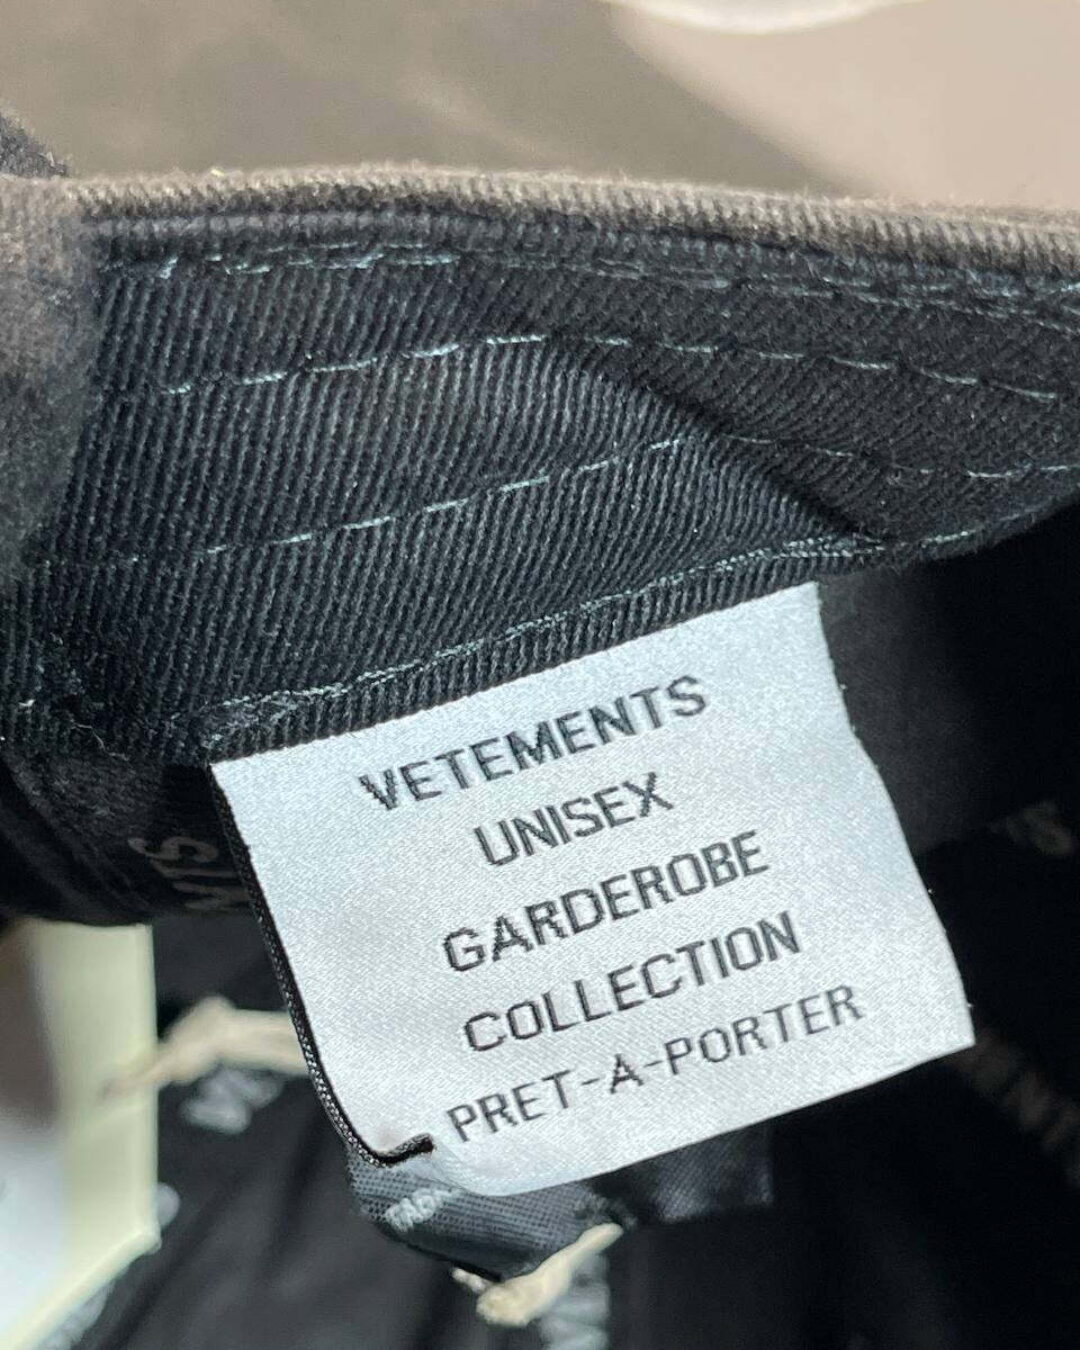 VETEMENTS
UNISEX
GARDEROBE
COLLECTION
PRET-A-PORTER